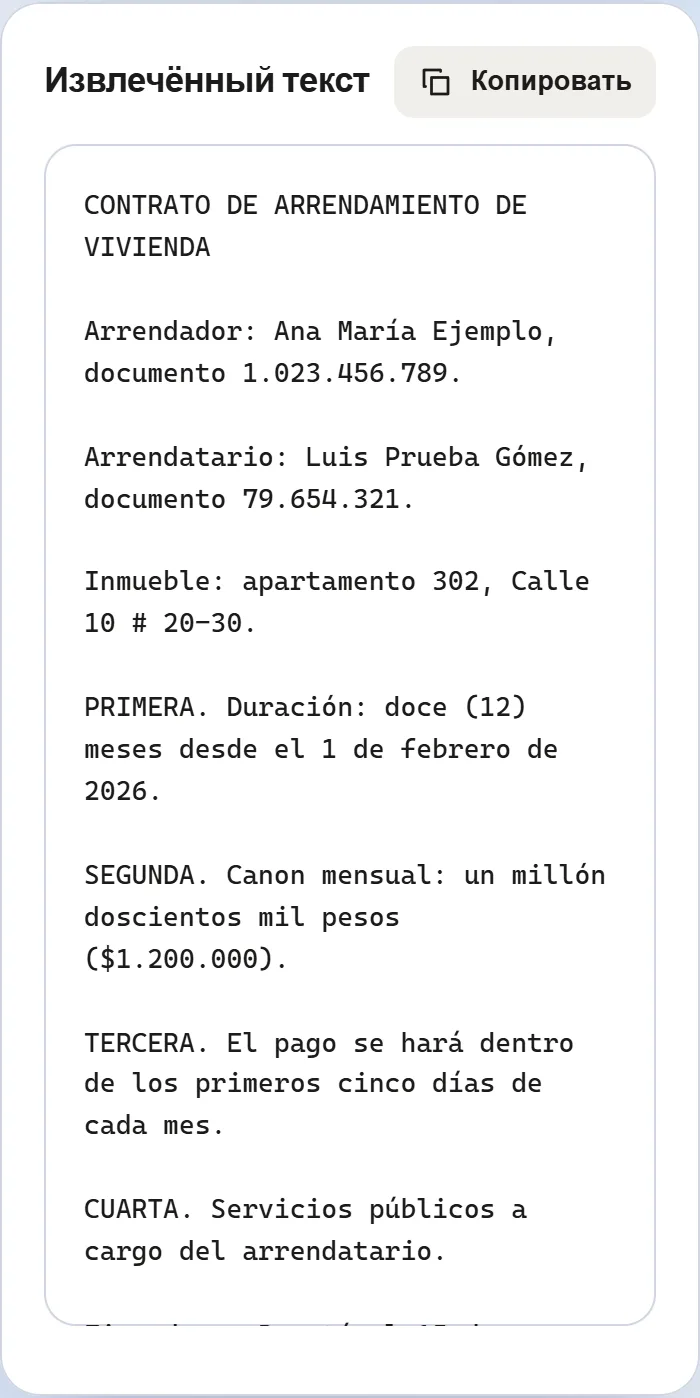 Извлечённый текст
Копировать
CONTRATO DE ARRENDAMIENTO DE
VIVIENDA
Arrendador: Ana María Ejemplo,
documento 1.023.456.789.
Arrendatario: Luis Prueba Gómez,
documento 79.654.321.
Inmueble: apartamento 302, Calle
10 # 20-30.
PRIMERA. Duración: doce (12)
meses desde el 1 de febrero de
2026.
SEGUNDA. Canon mensual: un millón
doscientos mil pesos
($1.200.000).
TERCERA. El pago se hará dentro
de los primeros cinco días de
cada mes.
CUARTA. Servicios públicos a
cargo del arrendatario.